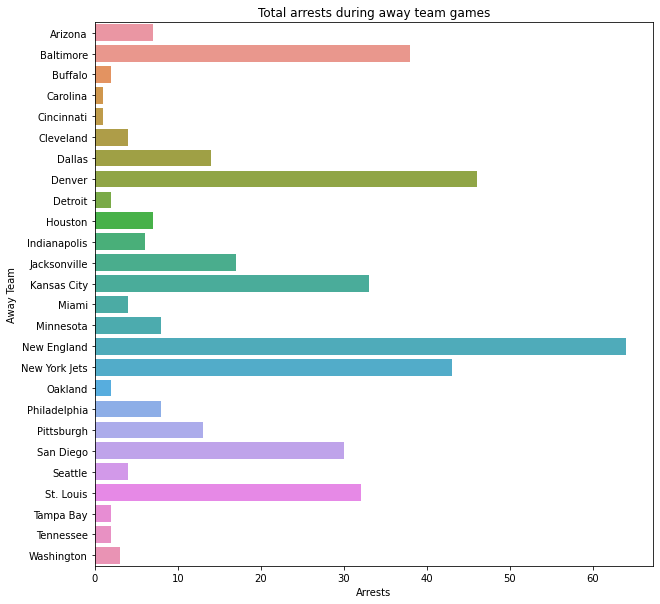 Total arrests during away team games
Arizona
Baltimore
Buffalo
Carolina
Cincinnati
Cleveland
Dallas
Denver
Detroit
Houston
Indianapolis
Jacksonville
Kansas City
Miami
Minnesota
New England
New York Jets
Oakland
Philadelphia
Pittsburgh
San Diego
Seattle
St. Louis
Tampa Bay
Tennessee
Washington
Away Team
0 10 20 30 40 50 60
Arrests